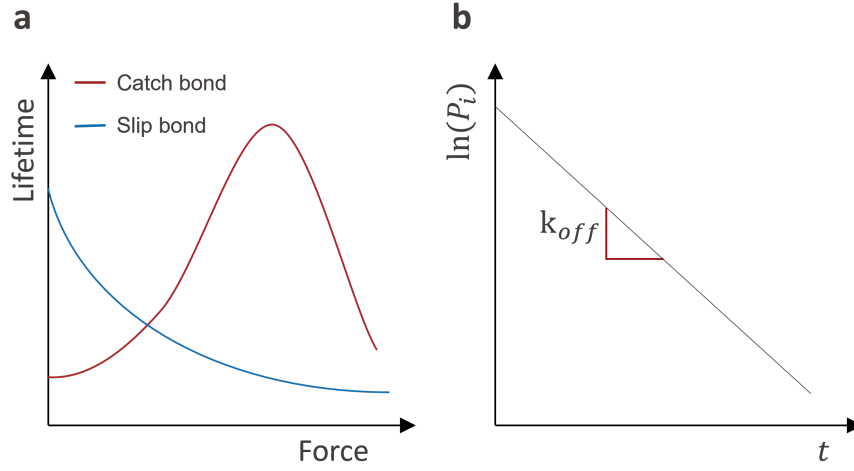 a
Catch bond
Slip bond
Lifetime
Force
b
ln(P_i)
k_off
t